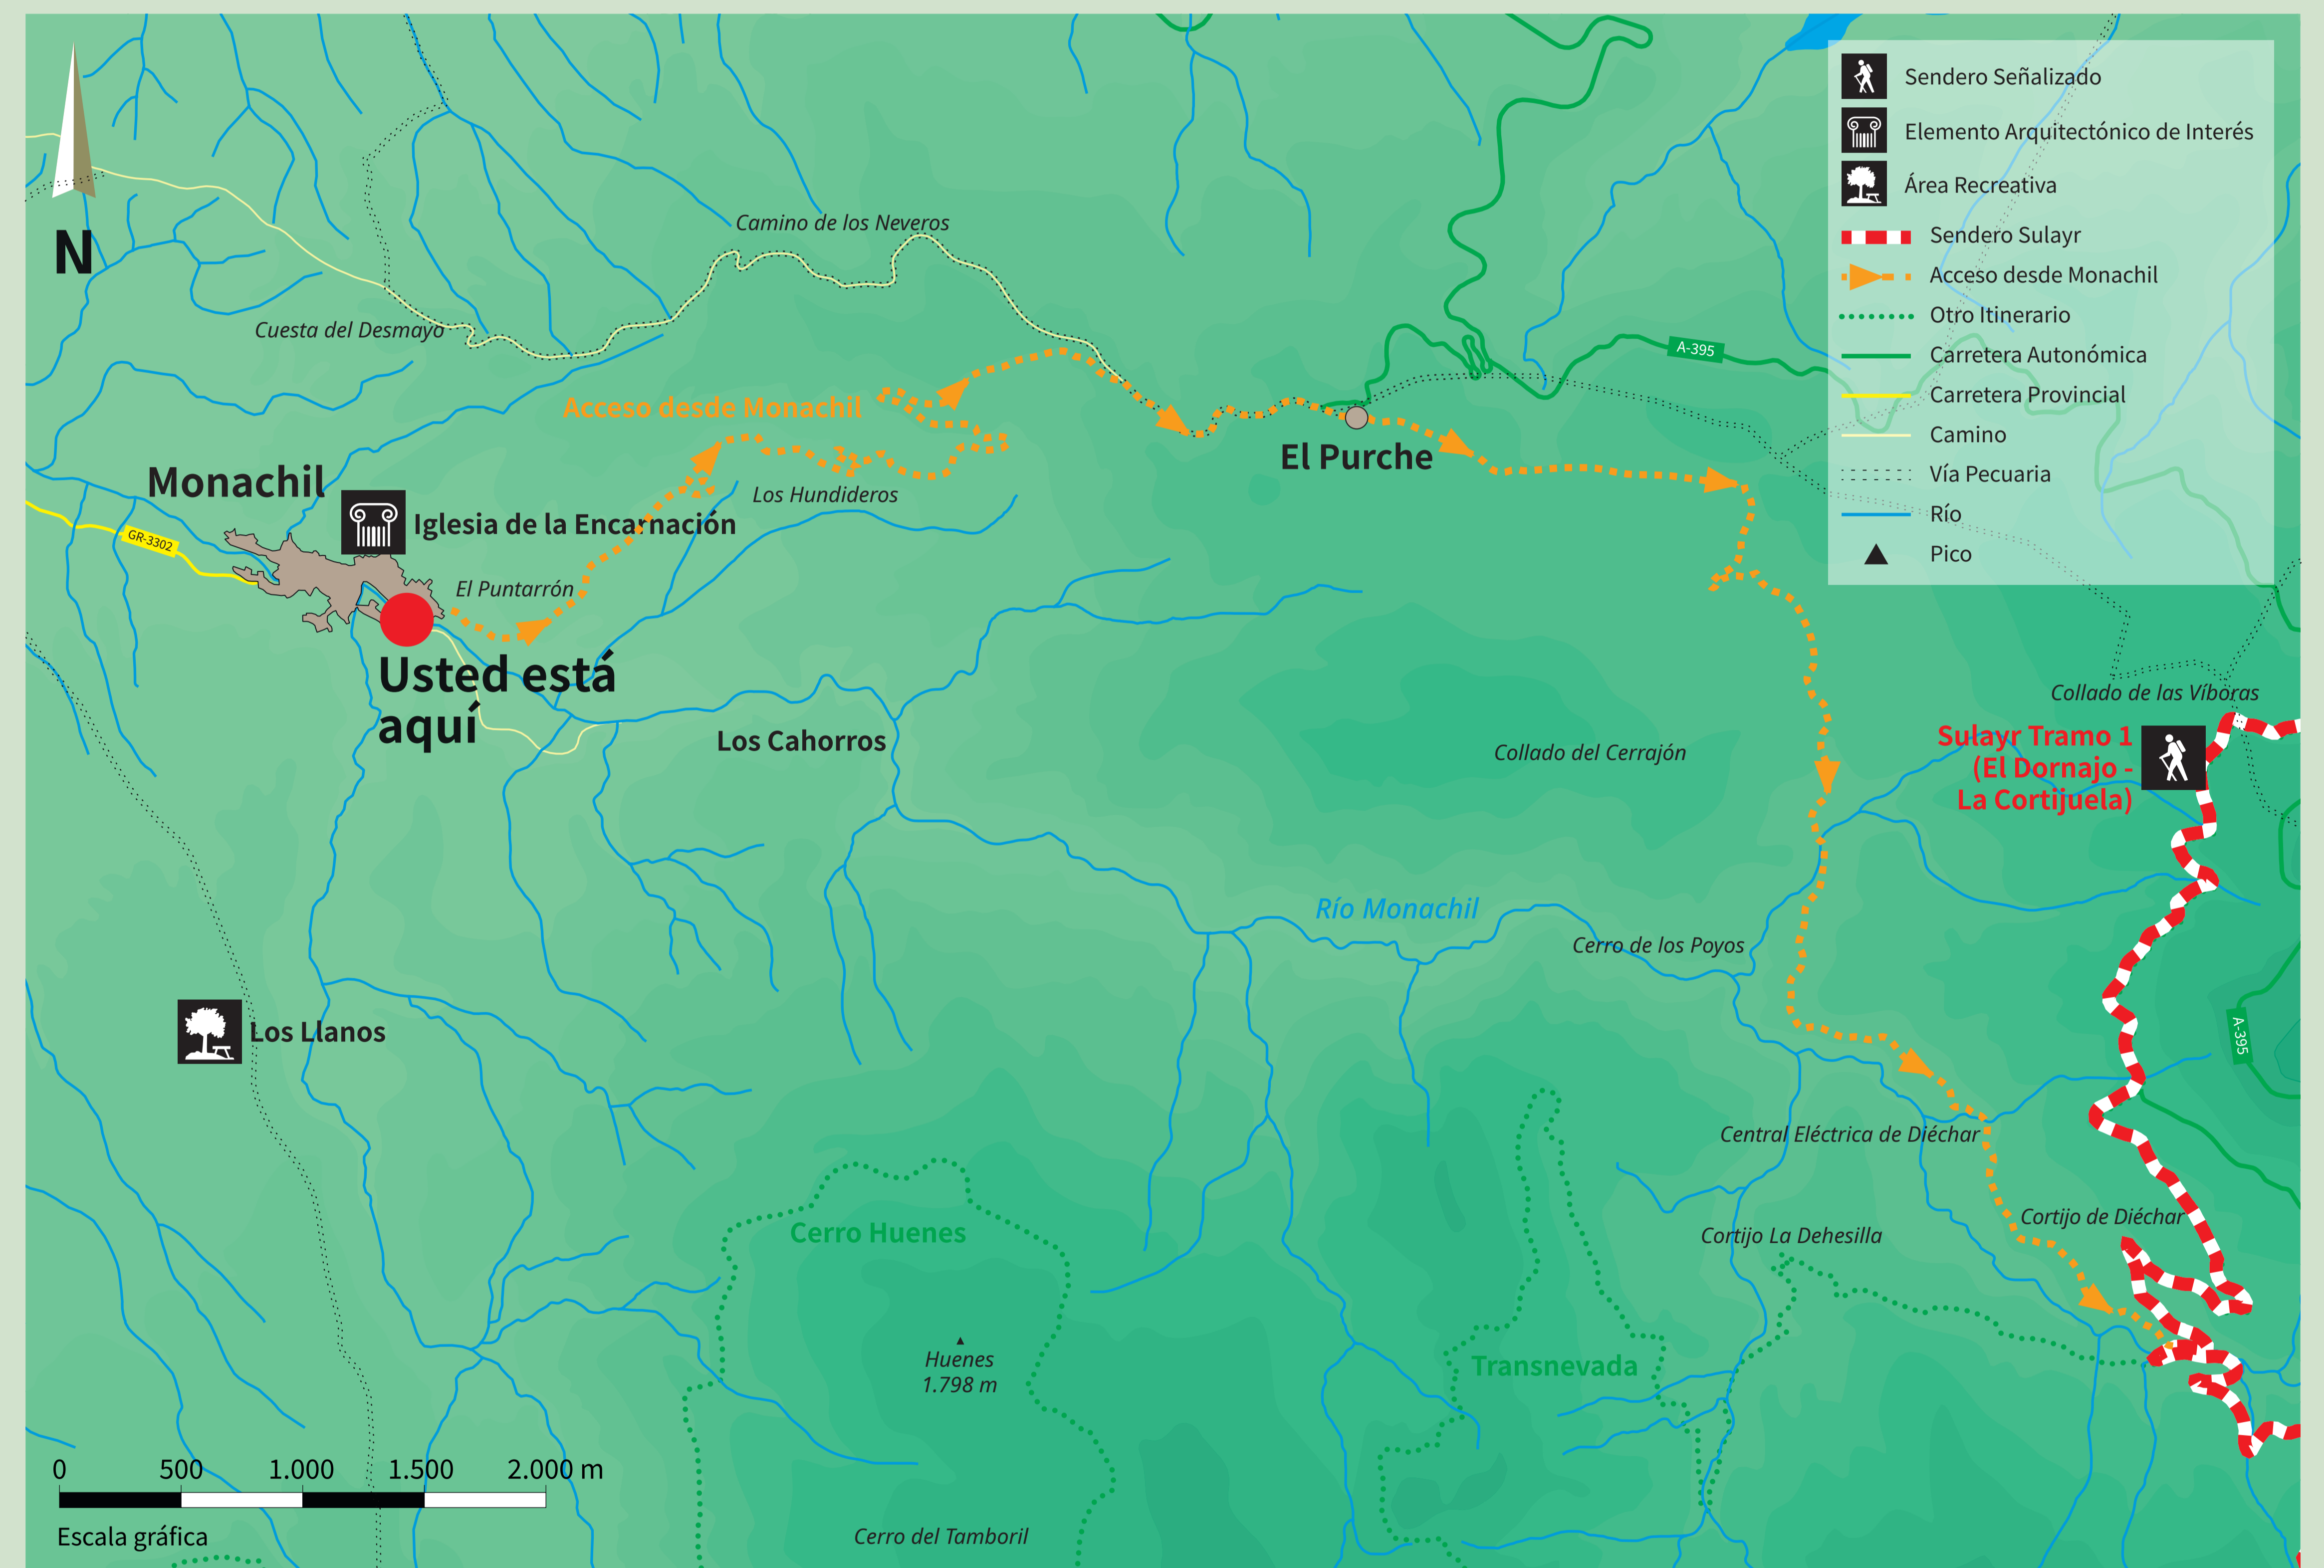 Sendero Señalizado
Elemento Arquitectónico de Interés
Área Recreativa
Sendero Sulayr
Acceso desde Monachil
Otro Itinerario
Carretera Autonómica
Carretera Provincial
Camino
Vía Pecuaria
Río
Pico
N
Camino de los Neveros
Cuesta del Desmayo
A-395
Acceso desde Monachil
El Purche
Monachil
Los Hundideros
Iglesia de la Encarnación
GR-3302
El Puntarrón
Usted está
aquí
Collado de las Víboras
Los Cahorros
Collado del Cerrajón
Sulayr Tramo 1
(El Dornajo -
La Cortijuela)
Río Monachil
Cerro de los Poyos
Los Llanos
A-395
Central Eléctrica de Diéchar
Cortijo de Diéchar
Cerro Huenes
Cortijo La Dehesilla
Huenes
1.798 m
Transnevada
0 500 1.000 1.500 2.000 m
Escala gráfica
Cerro del Tamboril